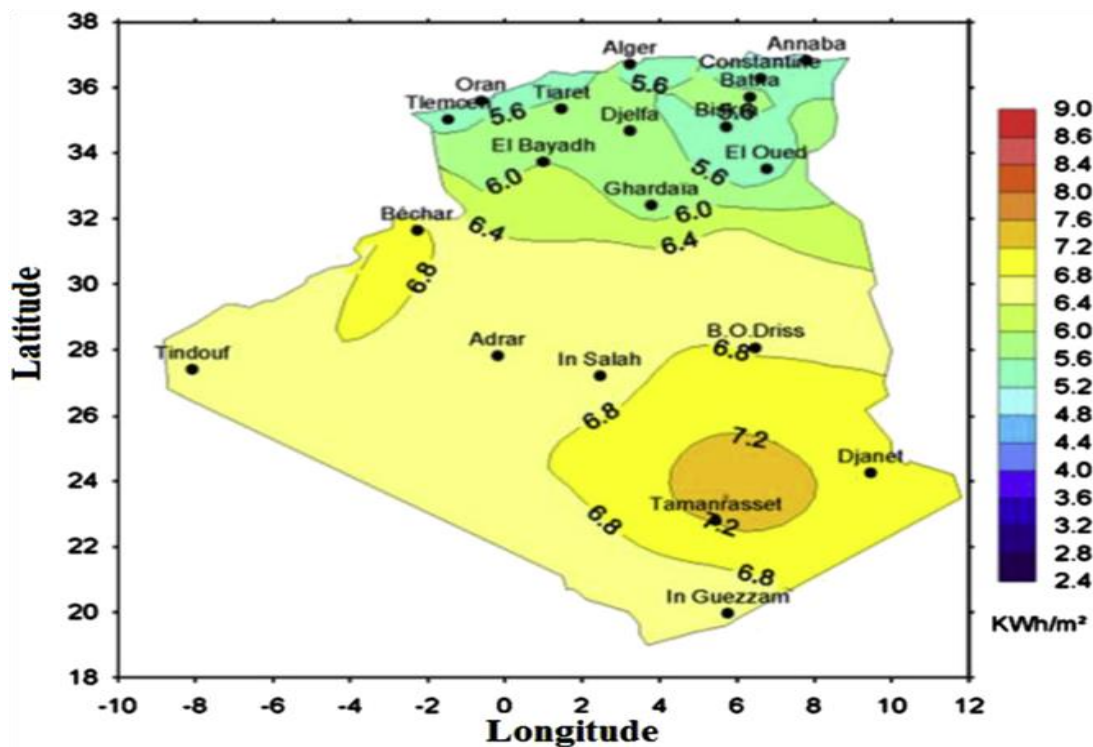 38
36
34
32
30
28
26
24
22
20
18
Latitude
-10 -8 -6 -4 -2 0 2 4 6 8 10 12
Longitude
Annaba
Alger
Constantine
Batna
5.6
5.6
Oran
Tiaret
Tlemcen
5.6
Djelfa
Biskra
5.6
El Bayadh
El Oued
5.6
6.0
Ghardaïa
6.0
Béchar
6.4
6.4
6.8
B.O.Driss
Tindouf
Adrar
6.8
In Salah
6.8
7.2
Djanet
Tamanrasset
7.2
6.8
6.8
In Guezzam
9.0
8.6
8.4
8.0
7.6
7.2
6.8
6.4
6.0
5.6
5.2
4.8
4.4
4.0
3.6
3.2
2.8
2.4
KWh/m²